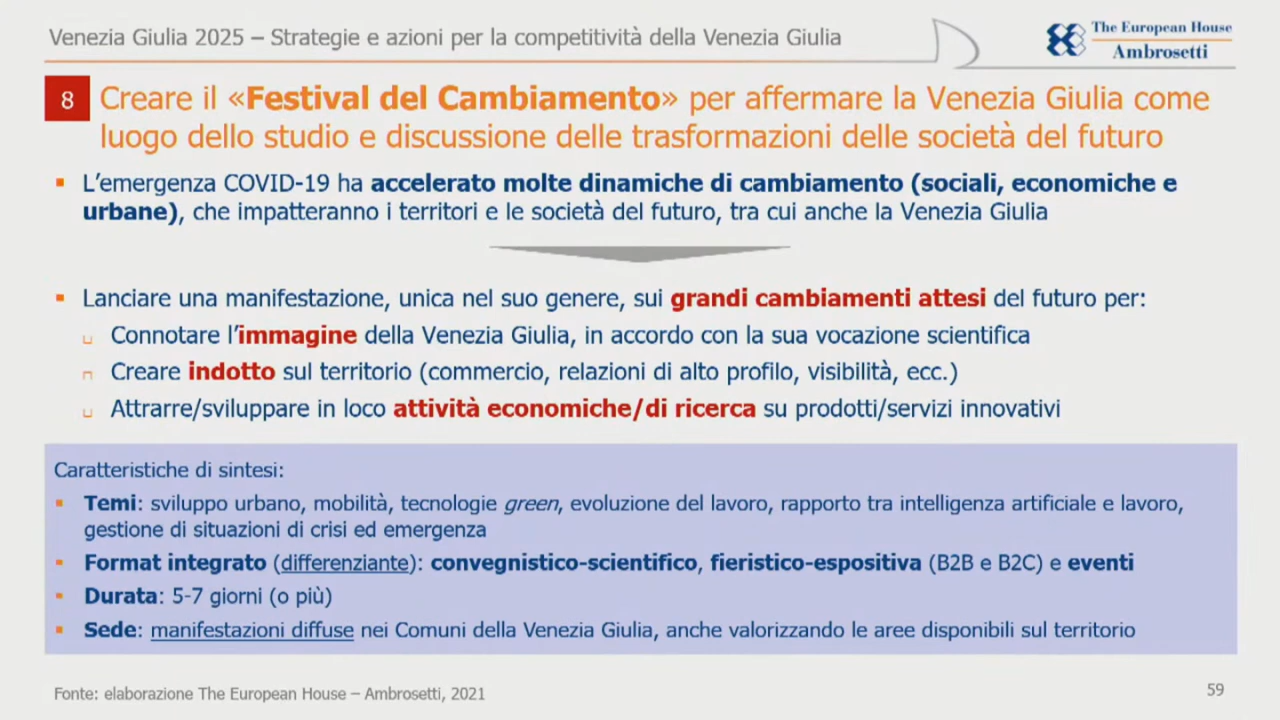 Venezia Giulia 2025 – Strategie e azioni per la competitività della Venezia Giulia
The European House
Ambrosetti
8
Creare il «Festival del Cambiamento» per affermare la Venezia Giulia come
luogo dello studio e discussione delle trasformazioni delle società del futuro
L'emergenza COVID-19 ha accelerato molte dinamiche di cambiamento (sociali, economiche e
urbane), che impatteranno i territori e le società del futuro, tra cui anche la Venezia Giulia
Lanciare una manifestazione, unica nel suo genere, sui grandi cambiamenti attesi del futuro per:
Connotare l'immagine della Venezia Giulia, in accordo con la sua vocazione scientifica
Creare indotto sul territorio (commercio, relazioni di alto profilo, visibilità, ecc.)
Attrarre/sviluppare in loco attività economiche/di ricerca su prodotti/servizi innovativi
Caratteristiche di sintesi:
Temi: sviluppo urbano, mobilità, tecnologie green, evoluzione del lavoro, rapporto tra intelligenza artificiale e lavoro,
gestione di situazioni di crisi ed emergenza
Format integrato (differenziante): convegnistico-scientifico, fieristico-espositiva (B2B e B2C) e eventi
Durata: 5-7 giorni (o più)
Sede: manifestazioni diffuse nei Comuni della Venezia Giulia, anche valorizzando le aree disponibili sul territorio
Fonte: elaborazione The European House – Ambrosetti, 2021
59